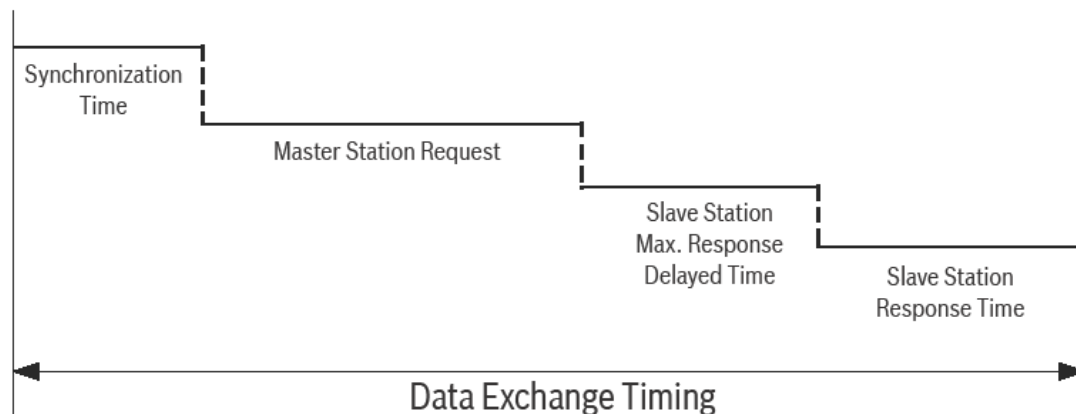 Synchronization
Time
Master Station Request
Slave Station
Max. Response
Delayed Time
Slave Station
Response Time
Data Exchange Timing